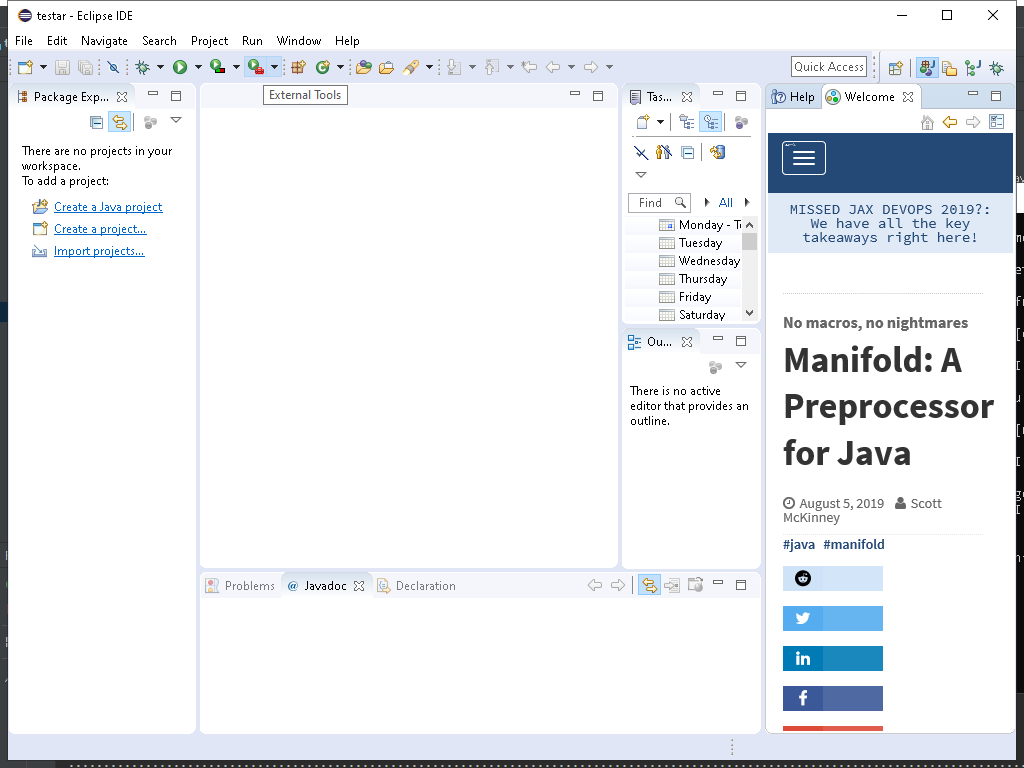 testar - Eclipse IDE
File Edit Navigate Search Project Run Window Help
Quick Access
External Tools
Package Exp...
There are no projects in your
workspace.
To add a project:
Create a Java project
Create a project...
Import projects...
Tas...
Find
All
Monday - T
Tuesday
Wednesday
Thursday
Friday
Saturday
Ou...
There is no active
editor that provides an
outline.
Problems
@ Javadoc
Declaration
Help
Welcome
MISSED JAX DEVOPS 2019?:
We have all the key
takeaways right here!
No macros, no nightmares
Manifold: A
Preprocessor
for Java
August 5, 2019 Scott
McKinney
#java #manifold
in
f